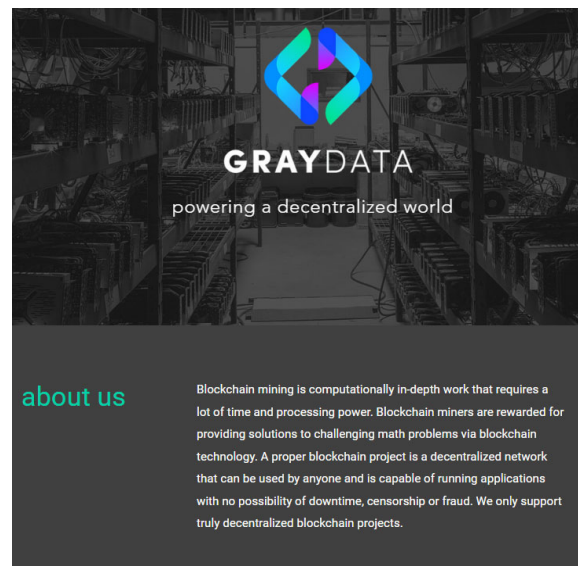 GRAYDATA
powering a decentralized world
about us
Blockchain mining is computationally in-depth work that requires a
lot of time and processing power. Blockchain miners are rewarded for
providing solutions to challenging math problems via blockchain
technology. A proper blockchain project is a decentralized network
that can be used by anyone and is capable of running applications
with no possibility of downtime, censorship or fraud. We only support
truly decentralized blockchain projects.